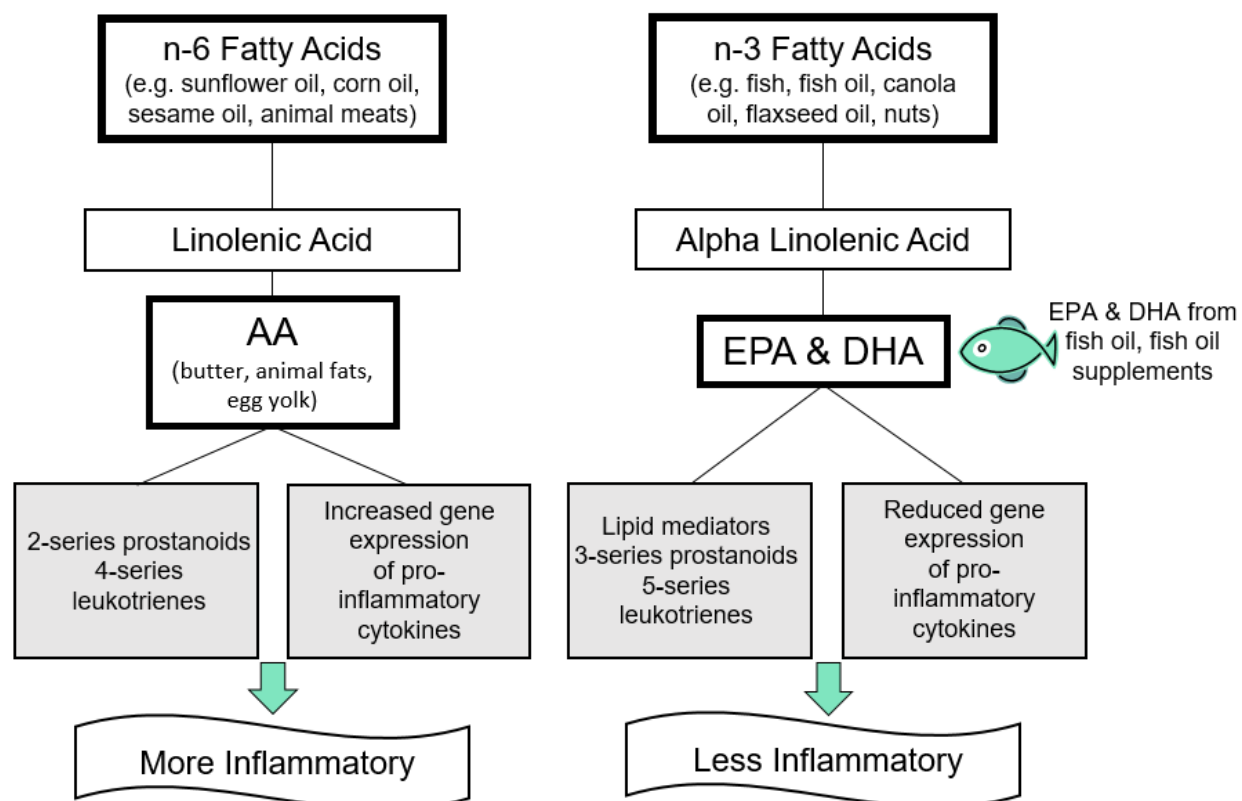 n-6 Fatty Acids
(e.g. sunflower oil, corn oil,
sesame oil, animal meats)
Linolenic Acid
AA
(butter, animal fats,
egg yolk)
2-series prostanoids
4-series
leukotrienes
Increased gene
expression
of pro-
inflammatory
cytokines
More Inflammatory
n-3 Fatty Acids
(e.g. fish, fish oil, canola
oil, flaxseed oil, nuts)
Alpha Linolenic Acid
EPA & DHA
EPA & DHA from
fish oil, fish oil
supplements
Lipid mediators
3-series prostanoids
5-series
leukotrienes
Reduced gene
expression
of pro-
inflammatory
cytokines
Less Inflammatory